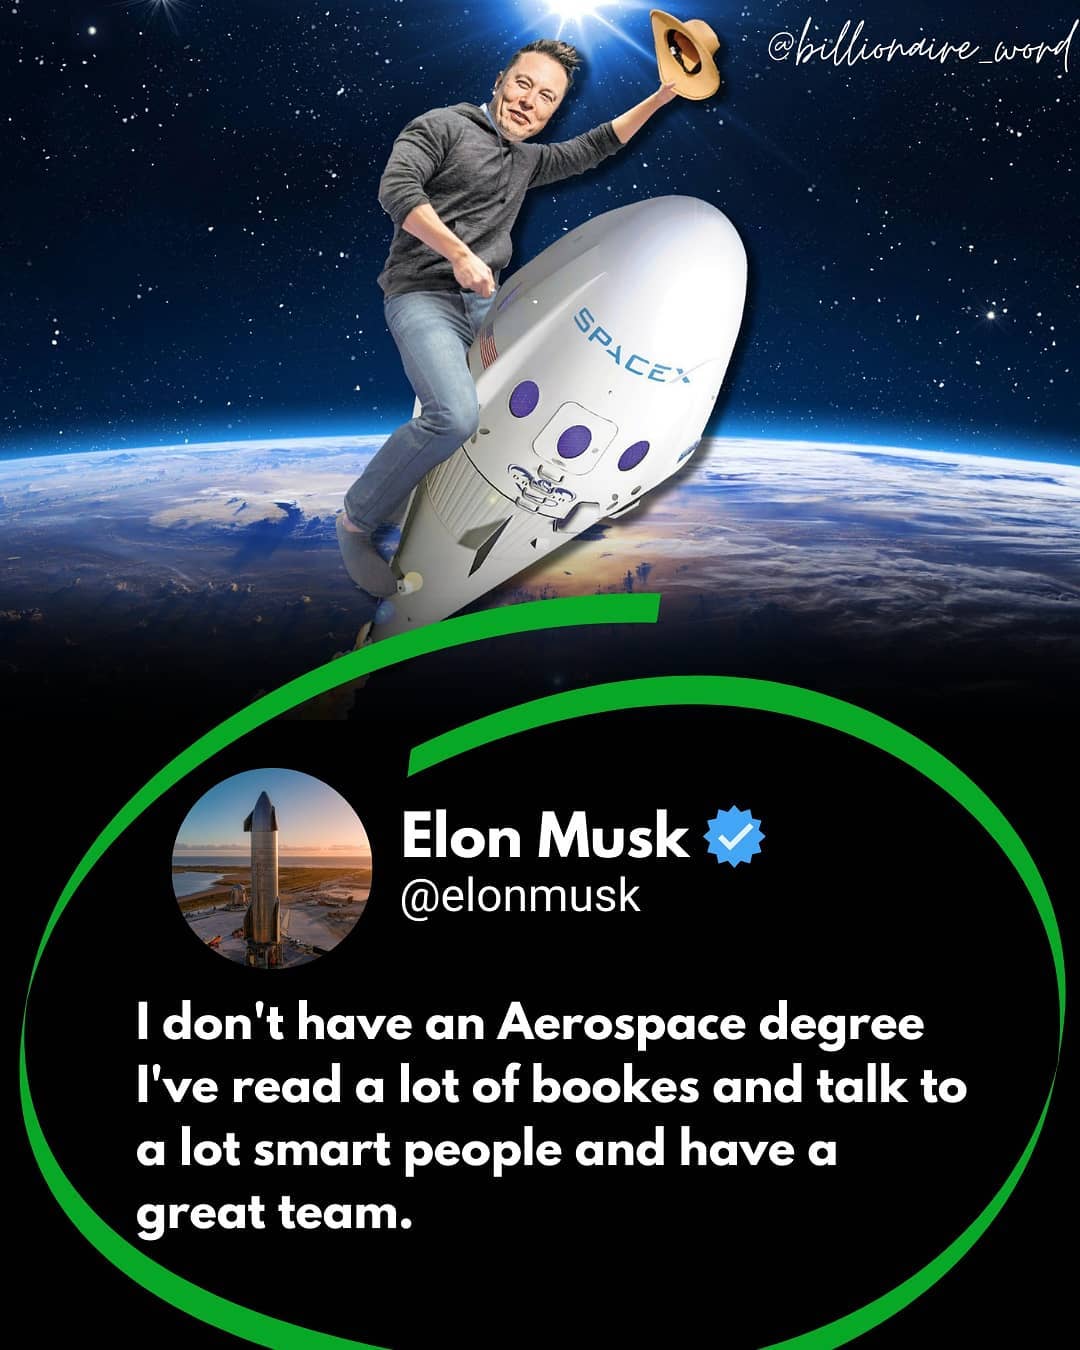 @billionaire_word
SPACEX
Elon Musk
@elonmusk
I don't have an Aerospace degree
I've read a lot of bookes and talk to
a lot smart people and have a
great team.